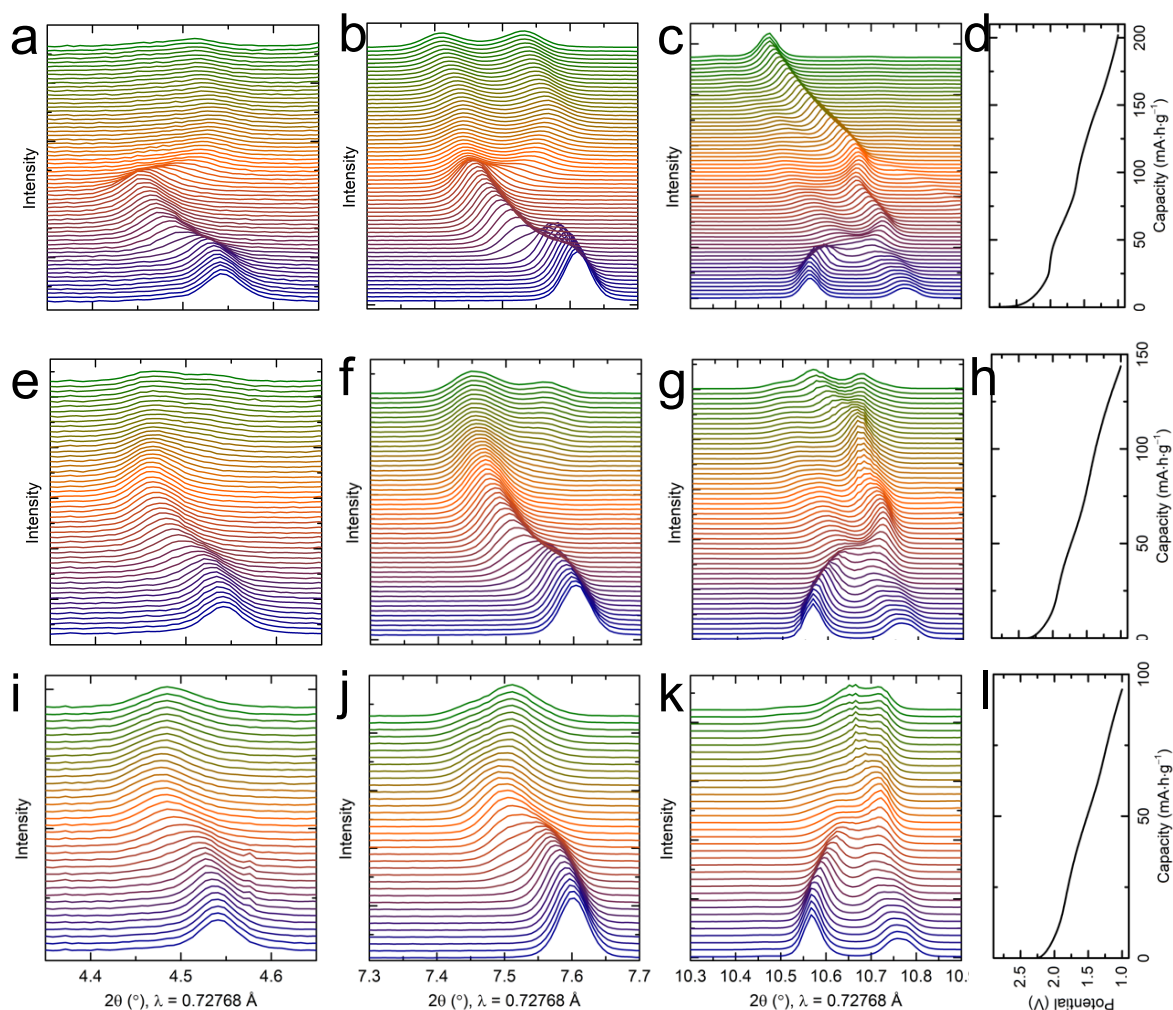 a b c d
Intensity Intensity Intensity
0 50 100 150 200
Capacity (mA·h·g⁻¹)
e f g h
Intensity Intensity Intensity
0 50 100 150
Capacity (mA·h·g⁻¹)
i j k l
Intensity Intensity Intensity
0 50 100
Capacity (mA·h·g⁻¹)
4.4 4.5 4.6 7.3 7.4 7.5 7.6 7.7 10.3 10.4 10.5 10.6 10.7 10.8 10.9 2.5 2.0 1.5 1.0
2θ (°), λ = 0.72768 Å 2θ (°), λ = 0.72768 Å 2θ (°), λ = 0.72768 Å Potential (V)